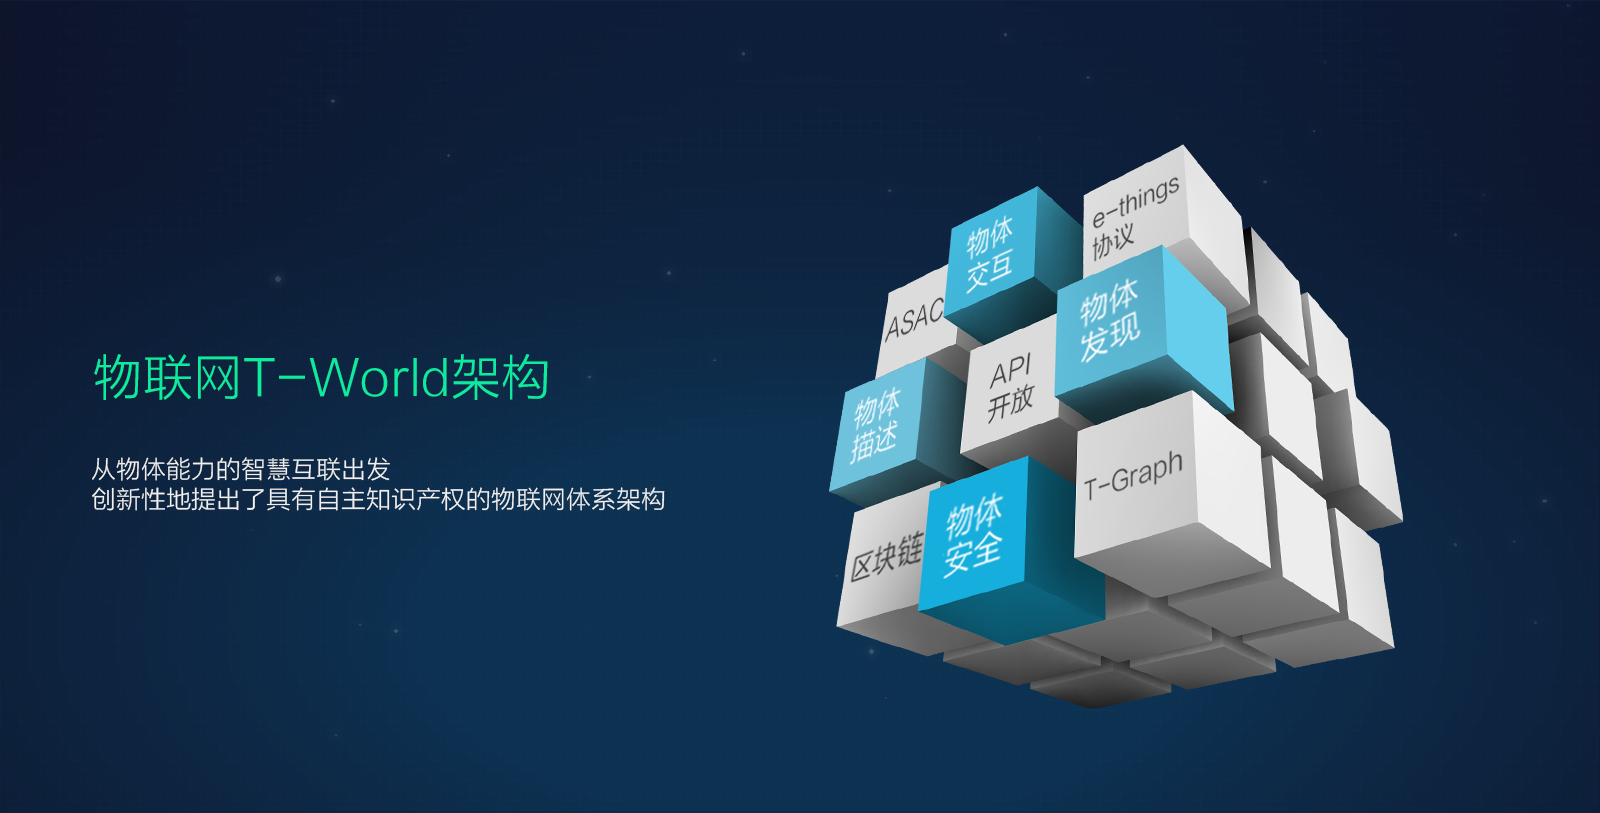 物联网T-World架构
从物体能力的智慧互联出发
创新性地提出了具有自主知识产权的物联网体系架构
ASAC
物体
交互
e-things
协议
物体
描述
API
开放
物体
发现
区块链
物体
安全
T-Graph